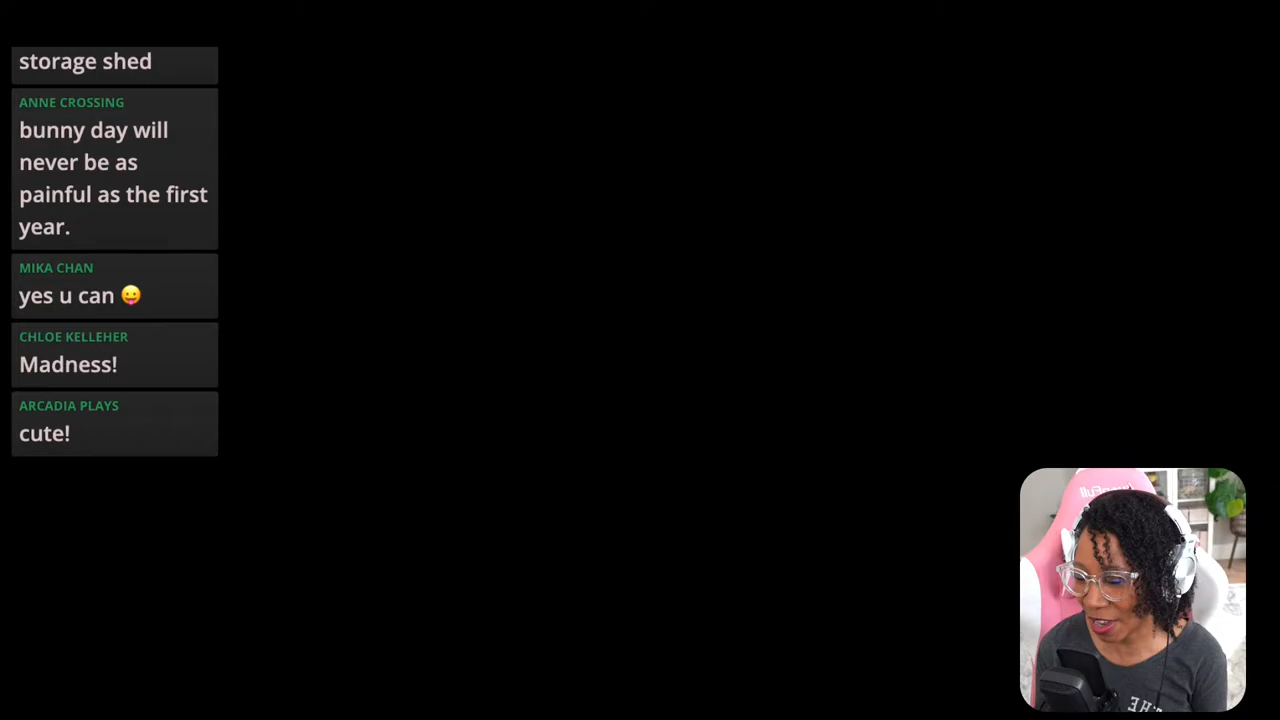 storage shed
ANNE CROSSING
bunny day will
never be as
painful as the first
year.
MIKA CHAN
yes u can 😛
CHLOE KELLEHER
Madness!
ARCADIA PLAYS
cute!
THE